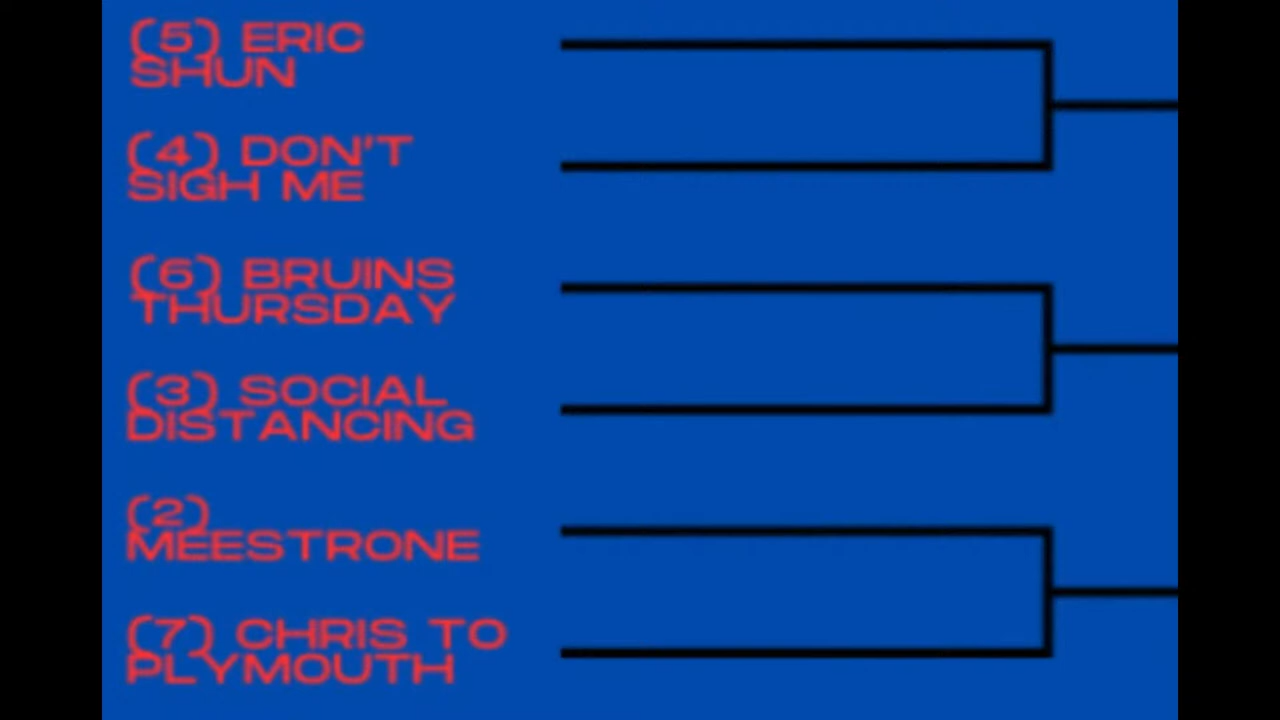 (5) ERIC
SHUN
(4) DON'T
SIGH ME
(6) BRUINS
THURSDAY
(3) SOCIAL
DISTANCING
(2)
MEESTRONE
(7) CHRIS TO
PLYMOUTH